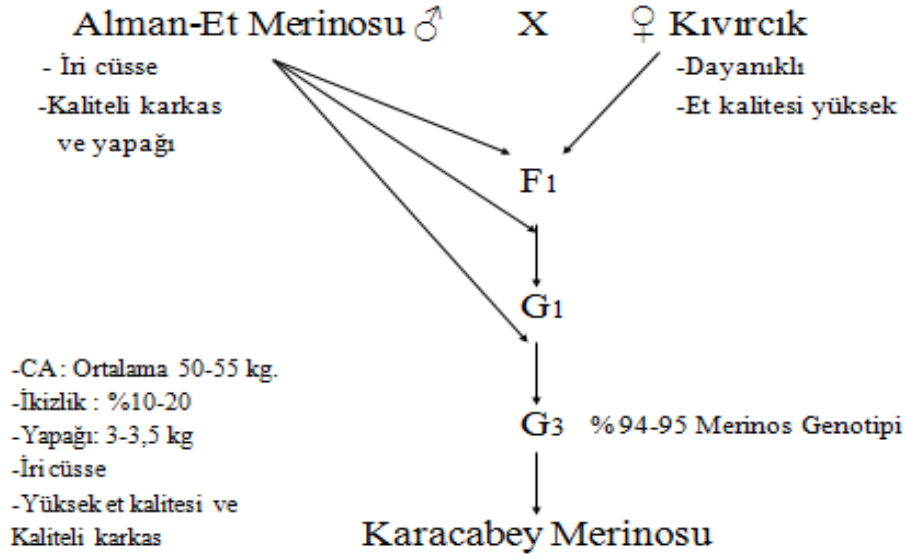 Alman-Et Merinosu ♂ X ♀ Kıvırcık
- İri cüsse
-Kaliteli karkas
ve yapağı
-Dayanıklı
-Et kalitesi yüksek
F1
G1
-CA: Ortalama 50-55 kg.
-İkizlik : %10-20
-Yapağı: 3-3,5 kg
-İri cüsse
-Yüksek et kalitesi ve
Kaliteli karkas
G3 %94-95 Merinos Genotipi
Karacabey Merinosu